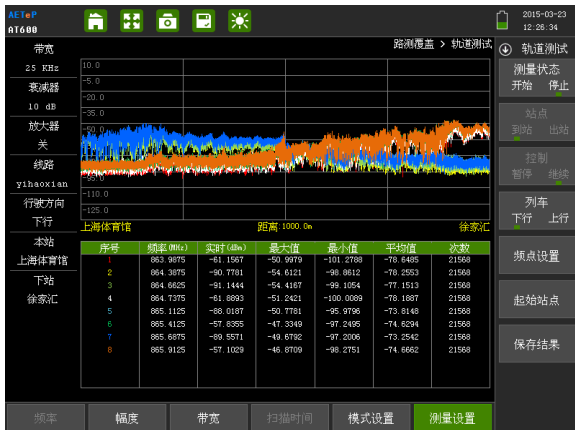 AETeP
AT600
2015-03-23
12:26:34
带宽
25 KHz
衰减器
10 dB
放大器
关
线路
yihaoxian
行驶方向
下行
本站
上海体育馆
下站
徐家汇
路测覆盖 > 轨道测试
10.0
-5.0
-20.0
-35.0
-50.0
-95.0
-110.0
-125.0
上海体育馆 距离:1000.0m 徐家汇
序号 频率(MHz) 实时(dBm) 最大值 最小值 平均值 次数
1 863.9875 -61.1567 -50.9979 -101.2788 -78.6485 21568
2 864.3875 -90.7781 -54.6121 -98.8612 -78.2553 21568
3 864.6625 -91.1444 -54.4167 -99.1054 -77.1513 21568
4 864.7375 -61.8893 -51.2421 -100.0089 -78.1887 21568
5 865.1125 -88.0187 -50.7781 -95.9796 -73.8148 21568
6 865.4125 -57.8355 -47.3349 -97.2495 -74.6294 21568
7 865.6875 -89.5571 -49.6792 -97.2006 -73.2542 21568
8 865.9125 -57.1029 -46.8709 -98.2751 -74.6662 21568
轨道测试
测量状态
开始 停止
站点
到站 出站
控制
暂停 继续
列车
下行 上行
频点设置
起始站点
保存结果
频率 幅度 带宽 扫描时间 模式设置 测量设置